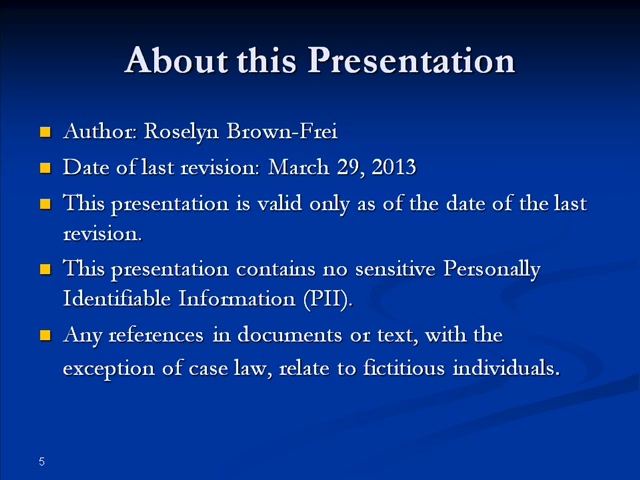 About this Presentation
Author: Roselyn Brown-Frei
Date of last revision: March 29, 2013
This presentation is valid only as of the date of the last
revision.
This presentation contains no sensitive Personally
Identifiable Information (PII).
Any references in documents or text, with the
exception of case law, relate to fictitious individuals.
5